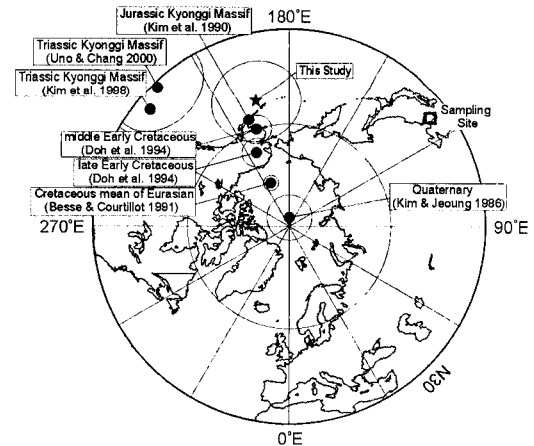 Jurassic Kyonggi Massif
(Kim et al. 1990)
180°E
Triassic Kyonggi Massif
(Uno & Chang 2000)
This Study
Triassic Kyonggi Massif
(Kim et al. 1998)
Sampling
Site
middle Early Cretaceous
(Doh et al. 1994)
late Early Cretaceous
(Doh et al. 1994)
Cretaceous mean of Eurasian
(Besse & Courtillot 1991)
Quaternary
(Kim & Jeoung 1986)
270°E
90°E
N30
0°E